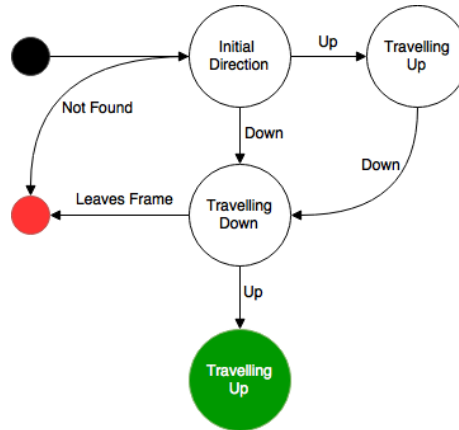 Initial
Direction
Up
Travelling
Up
Not Found
Down
Down
Leaves Frame
Travelling
Down
Up
Travelling
Up